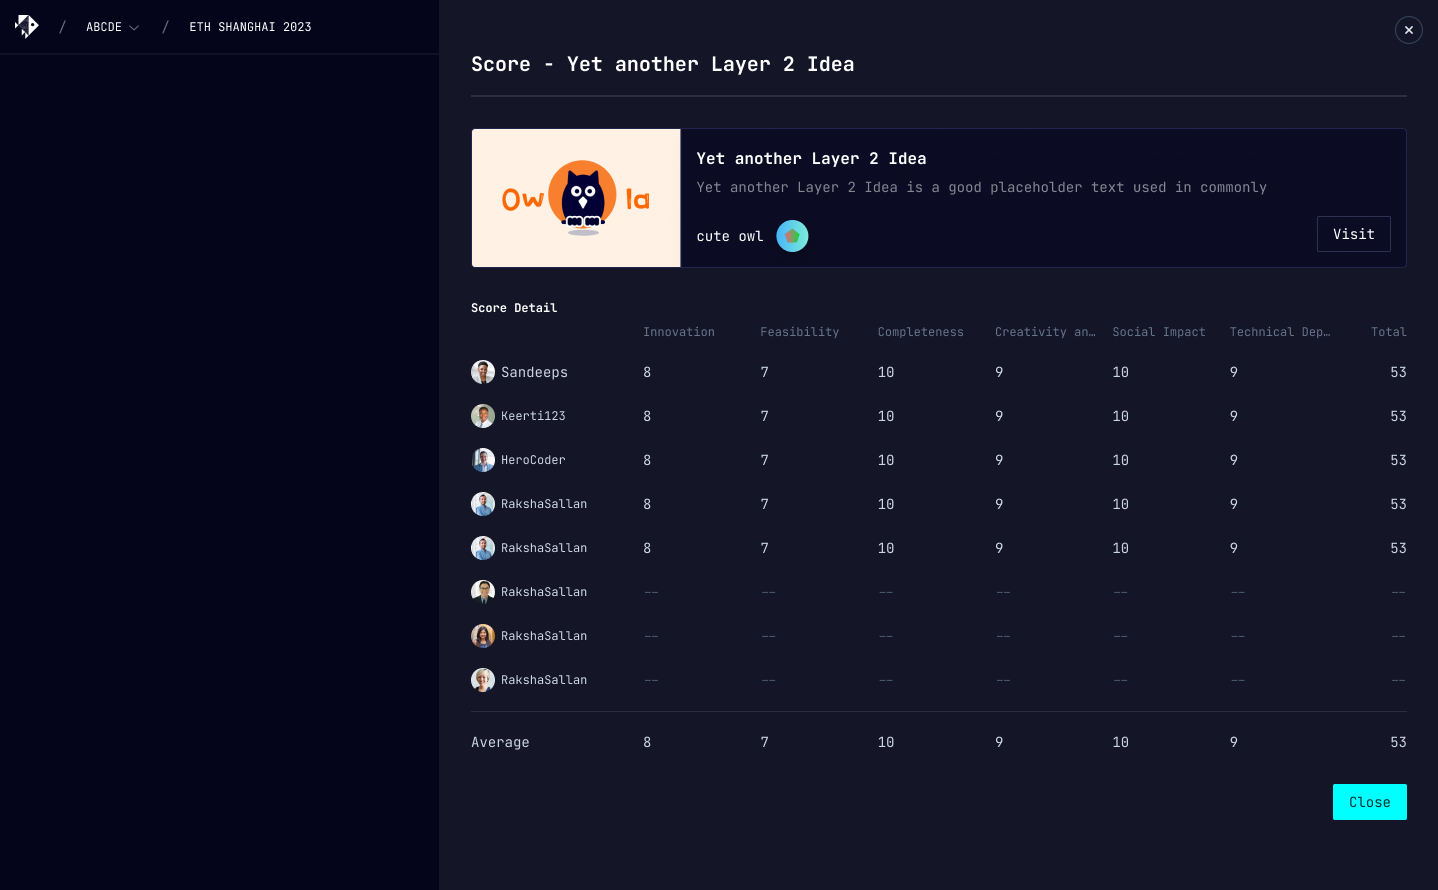 / ABCDE / ETH SHANGHAI 2023
Score - Yet another Layer 2 Idea
Ow la
Yet another Layer 2 Idea
Yet another Layer 2 Idea is a good placeholder text used in commonly
cute owl
Visit
Score Detail
Innovation Feasibility Completeness Creativity an… Social Impact Technical Dep… Total
Sandeeps 8 7 10 9 10 9 53
Keerti123 8 7 10 9 10 9 53
HeroCoder 8 7 10 9 10 9 53
RakshaSallan 8 7 10 9 10 9 53
RakshaSallan 8 7 10 9 10 9 53
RakshaSallan -- -- -- -- -- -- --
RakshaSallan -- -- -- -- -- -- --
RakshaSallan -- -- -- -- -- -- --
Average 8 7 10 9 10 9 53
Close